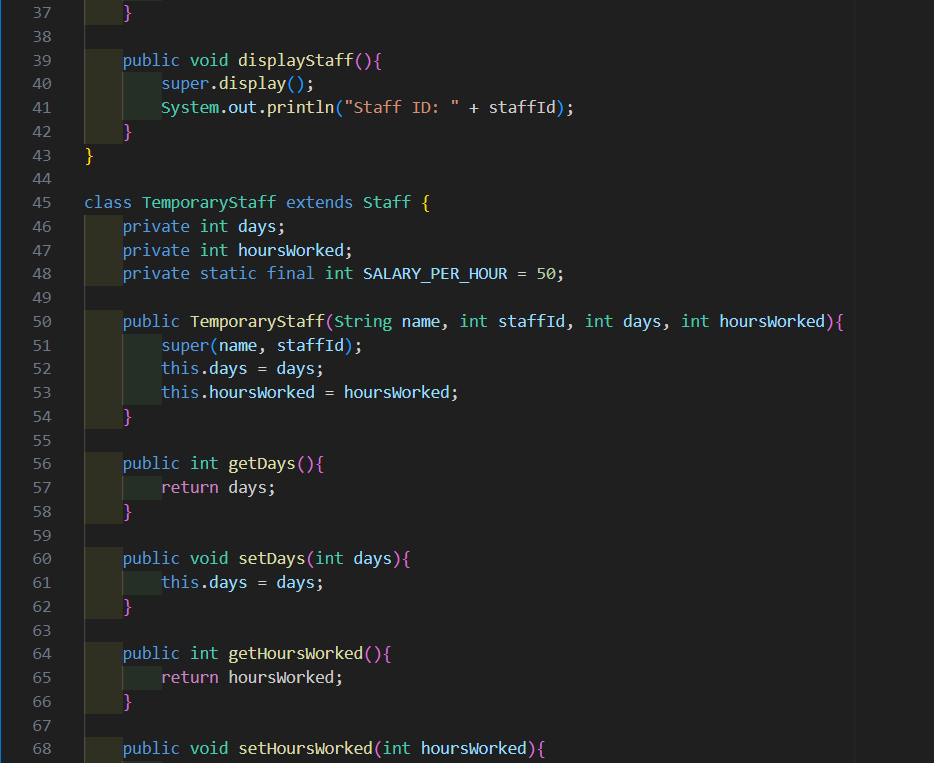 37 }
38
39 public void displayStaff(){
40 super.display();
41 System.out.println("Staff ID: " + staffId);
42 }
43 }
44
45 class TemporaryStaff extends Staff {
46 private int days;
47 private int hoursWorked;
48 private static final int SALARY_PER_HOUR = 50;
49
50 public TemporaryStaff(String name, int staffId, int days, int hoursWorked){
51 super(name, staffId);
52 this.days = days;
53 this.hoursWorked = hoursWorked;
54 }
55
56 public int getDays(){
57 return days;
58 }
59
60 public void setDays(int days){
61 this.days = days;
62 }
63
64 public int getHoursWorked(){
65 return hoursWorked;
66 }
67
68 public void setHoursWorked(int hoursWorked){